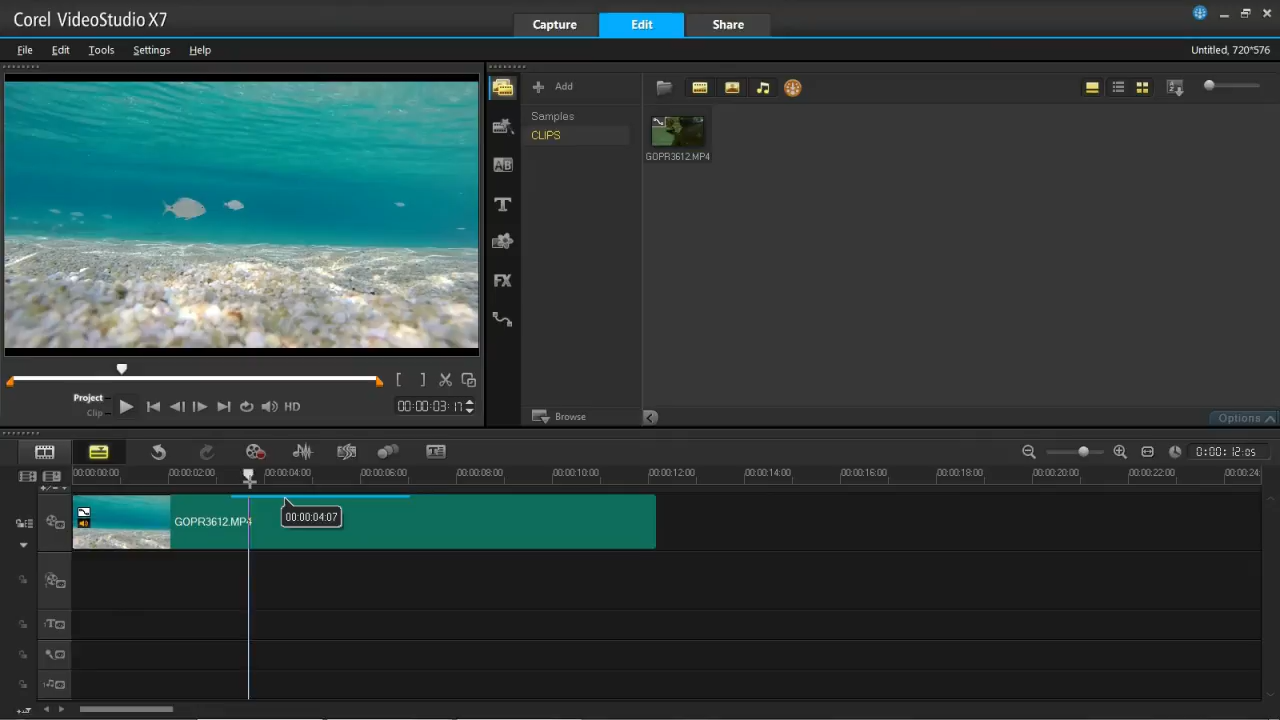 Corel VideoStudio X7
Capture
Edit
Share
File
Edit
Tools
Settings
Help
Untitled, 720*576
Add
Samples
CLIPS
GOPR3612.MP4
AB
T
FX
Project
Clip
HD
00:00:03:17
Browse
Options
0:00:12:05
00:00:00:00
00:00:02:00
00:00:04:00
00:00:06:00
00:00:08:00
00:00:10:00
00:00:12:00
00:00:14:00
00:00:16:00
00:00:18:00
00:00:20:00
00:00:22:00
00:00:24:
GOPR3612.MP4
00:00:04:07